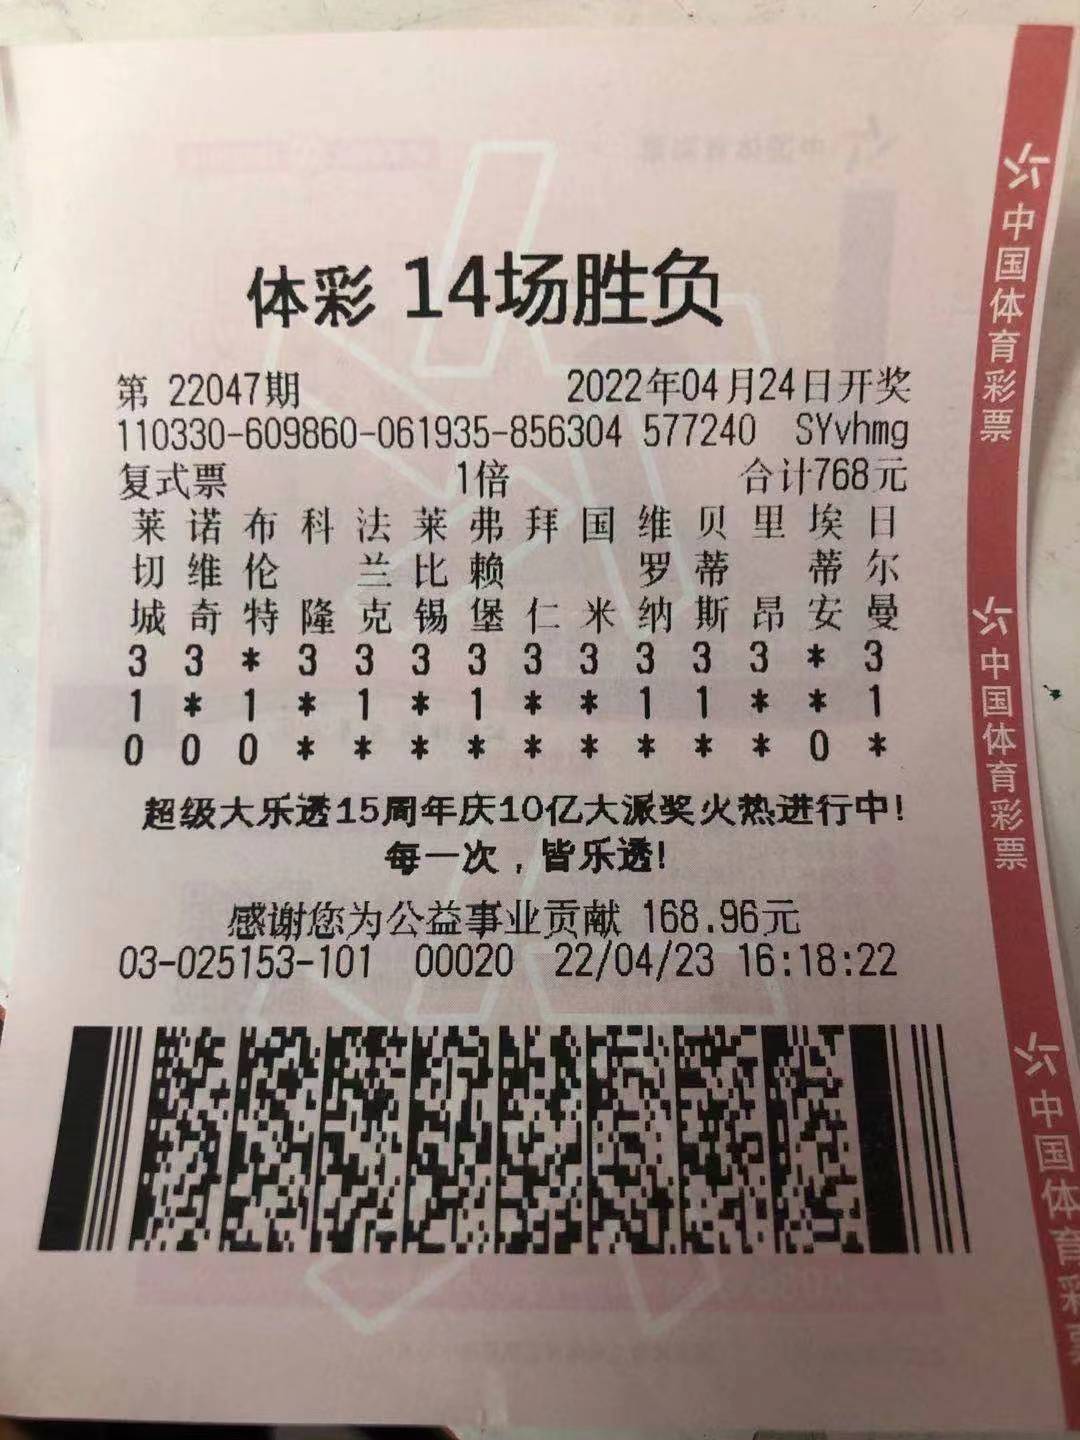 体彩 14场胜负
第 22047期 2022年04月24日开奖
110330-609860-061935-856304 577240 SYvhmg
复式票 1倍 合计768元
莱 诺 布 科 法 莱 弗 拜 国 维 贝 里 埃 日
切 维 伦 兰 比 赖 罗 蒂 蒂 尔
城 奇 特 隆 克 锡 堡 仁 米 纳 斯 昂 安 曼
3 3 * 3 3 3 3 3 3 3 3 3 * 3
1 * 1 * 1 * 1 * * 1 1 * * 1
0 0 0 * * * * * * * * * 0 *
超级大乐透15周年庆10亿大派奖火热进行中!
每一次，皆乐透!
感谢您为公益事业贡献 168.96元
03-025153-101 00020 22/04/23 16:18:22
中国体育彩票
中国体育彩票
中国体育彩票